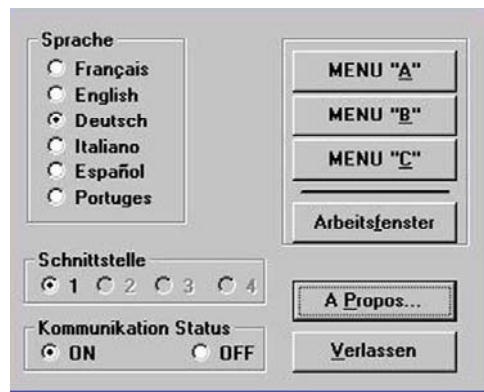 Sprache
Français
English
Deutsch
Italiano
Español
Portuges
MENU "A"
MENU "B"
MENU "C"
Arbeitsfenster
Schnittstelle
1 2 3 4
Kommunikation Status
ON OFF
A Propos...
Verlassen